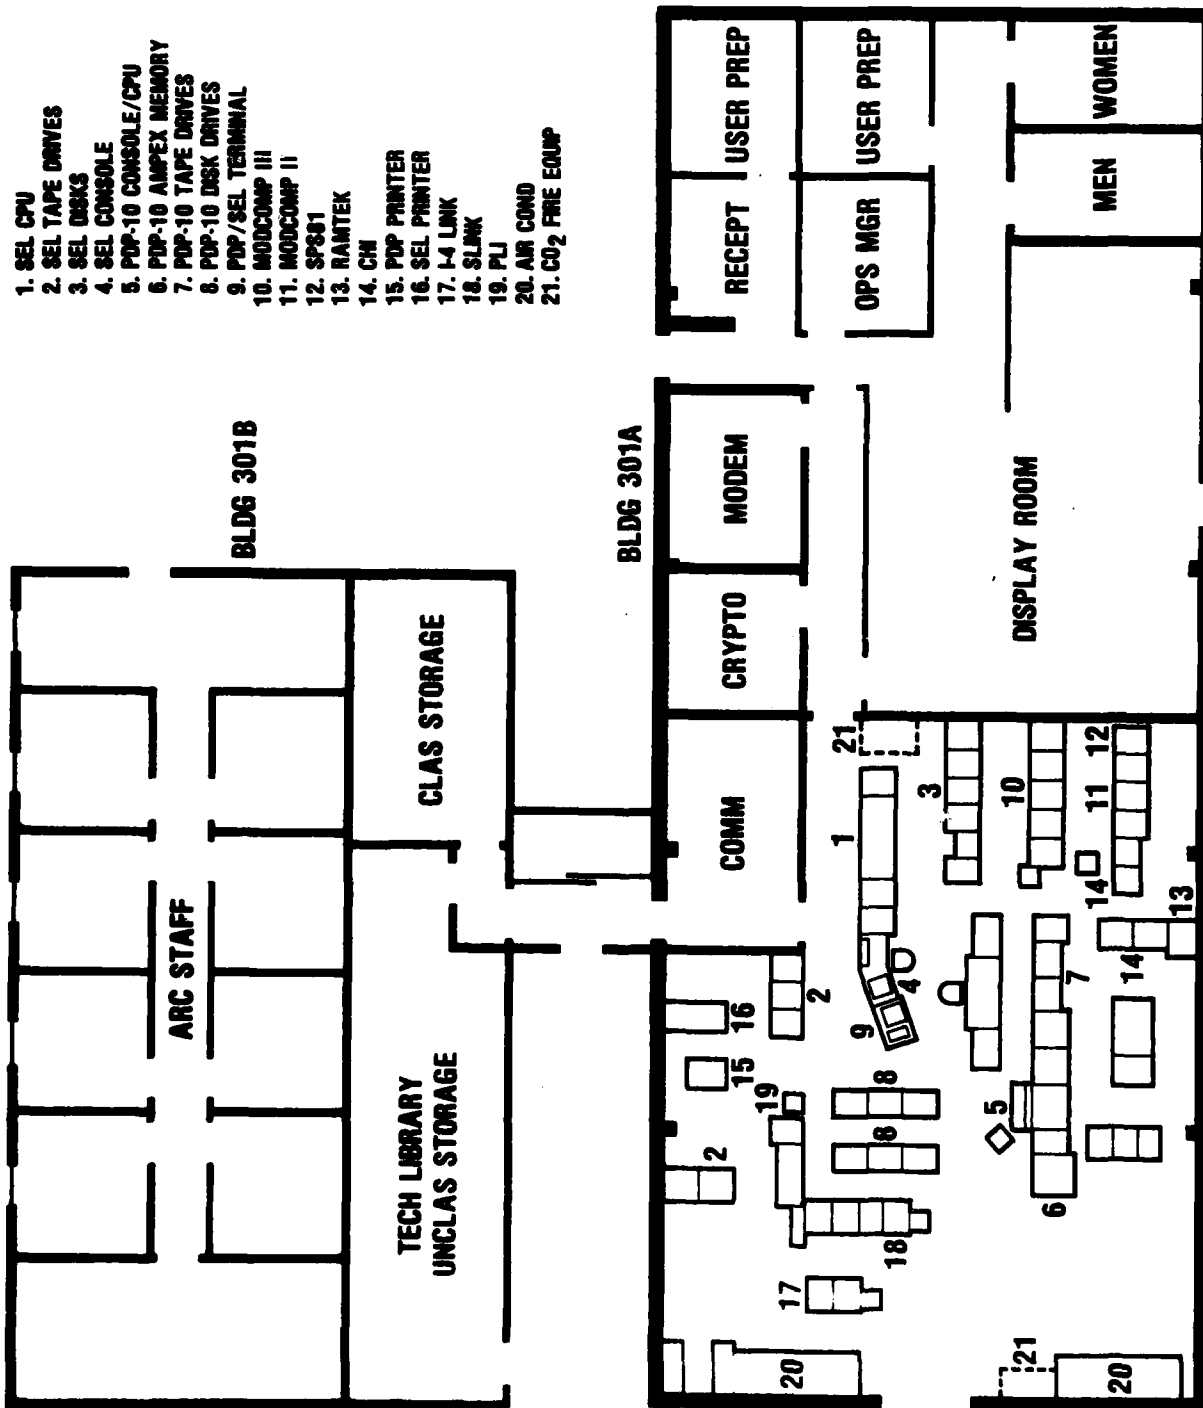 1. SEL CPU
2. SEL TAPE DRIVES
3. SEL DISKS
4. SEL CONSOLE
5. PDP-10 CONSOLE/CPU
6. PDP-10 AMPEX MEMORY
7. PDP-10 TAPE DRIVES
8. PDP-10 DISK DRIVES
9. PDP/SEL TERMINAL
10. MODCOMP III
11. MODCOMP II
12. SPS81
13. RAMTEK
14. CHI
15. PDP PRINTER
16. SEL PRINTER
17. I-4 LINK
18. SLINK
19. PLI
20. AIR COND
21. CO2 FIRE EQUIP
BLDG 301B
ARC STAFF
CLAS STORAGE
TECH LIBRARY
UNCLAS STORAGE
BLDG 301A
RECEPT
USER PREP
OPS MGR
USER PREP
MEN
WOMEN
MODEM
CRYPTO
COMM
DISPLAY ROOM
21
1
3
10
11
12
14
13
14
7
4
9
2
16
15
19
8
8
2
5
6
18
17
20
21
20